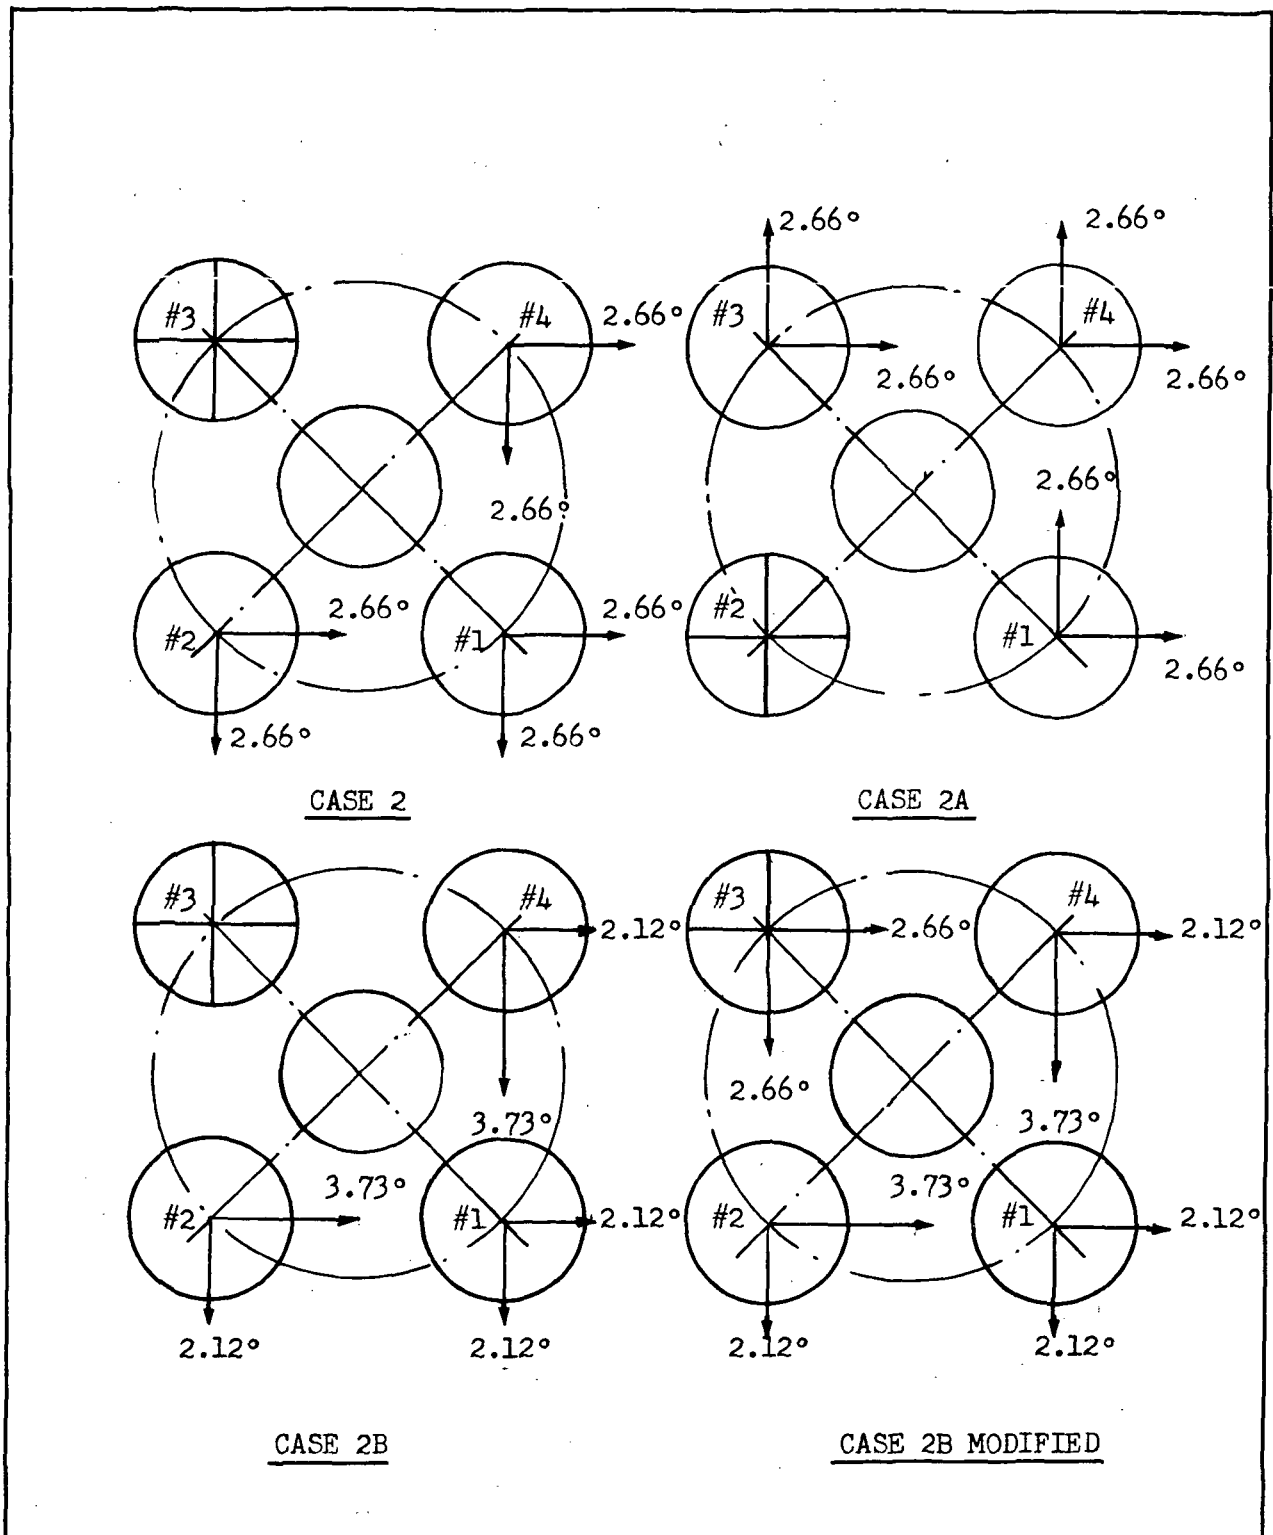 2.66° 2.66°
#3 #4 2.66° #3 #4
2.66° 2.66°
2.66° 2.66°
#2 2.66° #1 2.66° #2 #1
2.66°
2.66° 2.66°
CASE 2 CASE 2A
#3 #4 #3 #4
2.12° 2.66° 2.12°
2.66°
3.73° 3.73°
3.73° 3.73°
#2 #1 2.12° #2 #1 2.12°
2.12° 2.12° 2.12° 2.12°
CASE 2B CASE 2B MODIFIED